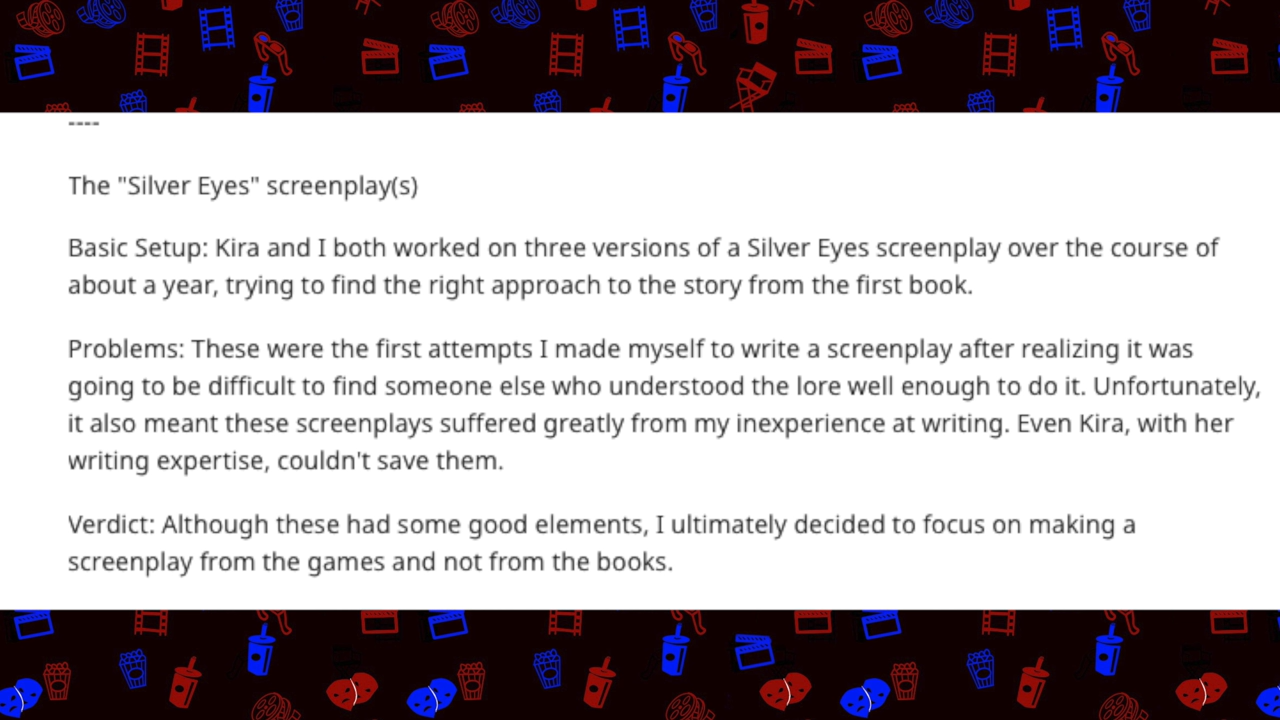 ----
The "Silver Eyes" screenplay(s)
Basic Setup: Kira and I both worked on three versions of a Silver Eyes screenplay over the course of
about a year, trying to find the right approach to the story from the first book.
Problems: These were the first attempts I made myself to write a screenplay after realizing it was
going to be difficult to find someone else who understood the lore well enough to do it. Unfortunately,
it also meant these screenplays suffered greatly from my inexperience at writing. Even Kira, with her
writing expertise, couldn't save them.
Verdict: Although these had some good elements, I ultimately decided to focus on making a
screenplay from the games and not from the books.